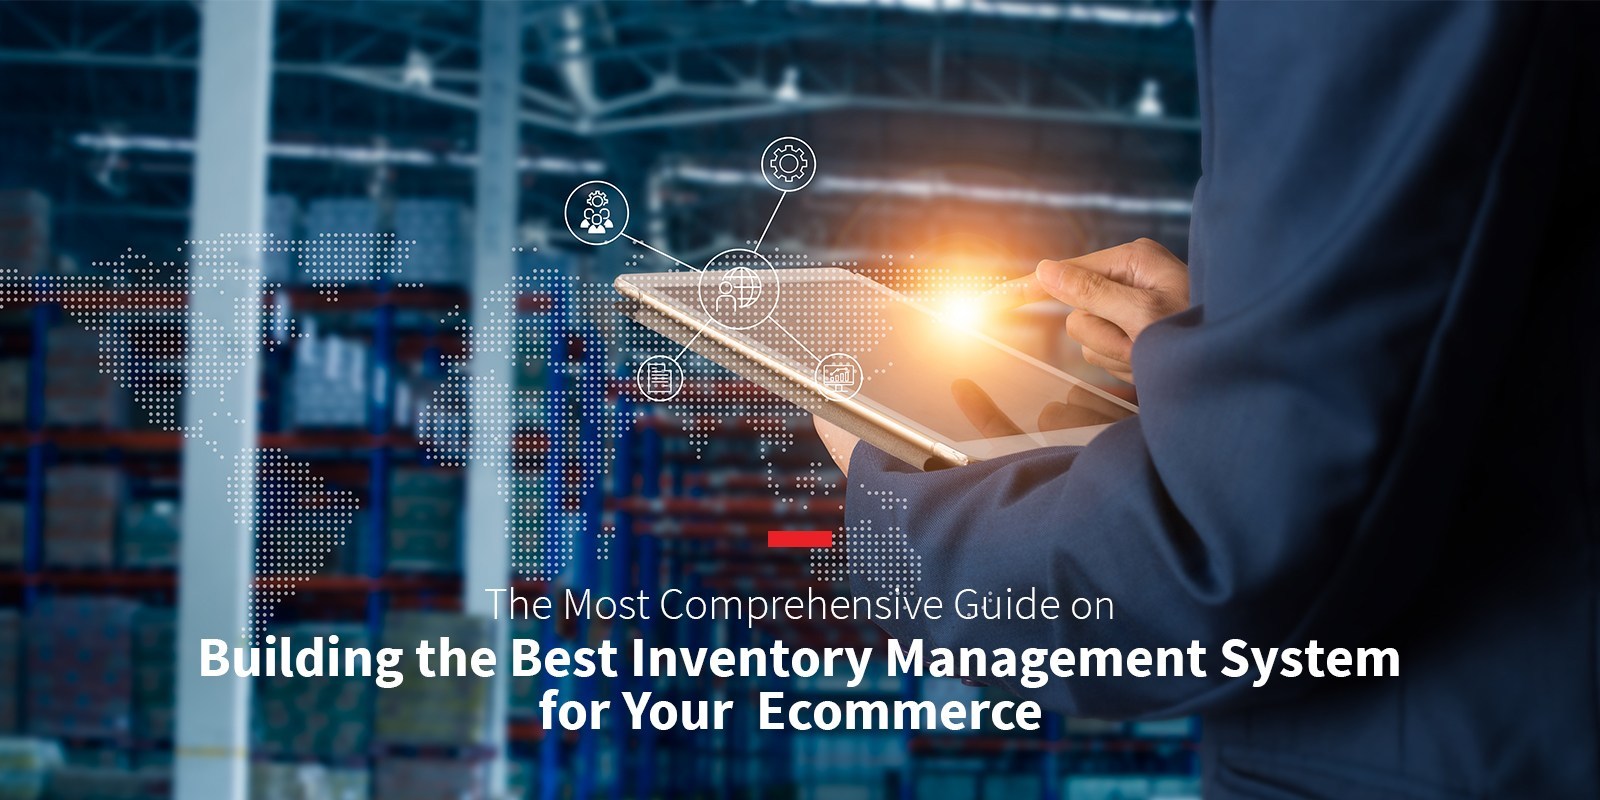 The Most Comprehensive Guide on
Building the Best Inventory Management System
for Your  Ecommerce